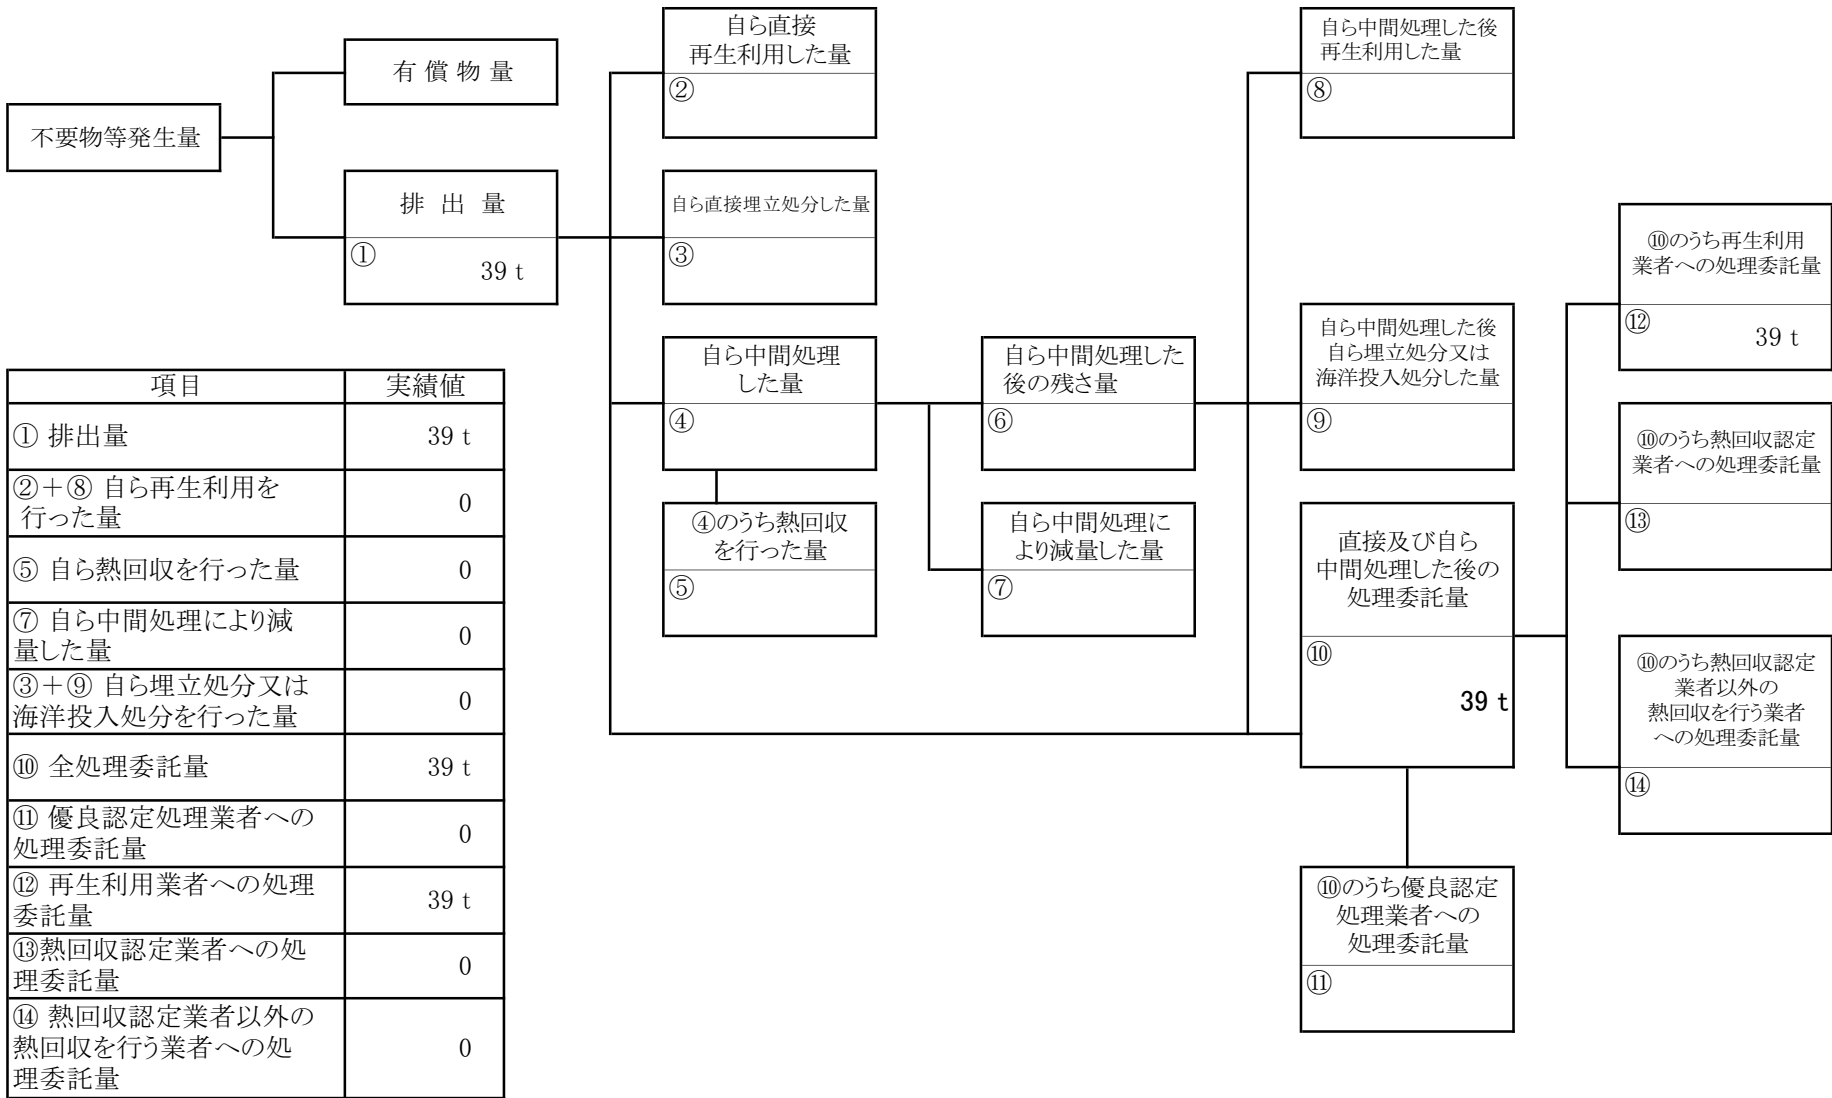 不要物等発生量
有償物量
排出量
①
39 t
自ら直接
再生利用した量
②
自ら直接埋立処分した量
③
自ら中間処理
した量
④
④のうち熱回収
を行った量
⑤
自ら中間処理した
後の残さ量
⑥
自ら中間処理に
より減量した量
⑦
自ら中間処理した後
再生利用した量
⑧
自ら中間処理した後
自ら埋立処分又は
海洋投入処分した量
⑨
直接及び自ら
中間処理した後の
処理委託量
⑩
39 t
⑩のうち優良認定
処理業者への
処理委託量
⑪
⑩のうち再生利用
業者への処理委託量
⑫
39 t
⑩のうち熱回収認定
業者への処理委託量
⑬
⑩のうち熱回収認定
業者以外の
熱回収を行う業者
への処理委託量
⑭
項目 実績値
① 排出量 39 t
②＋⑧ 自ら再生利用を
行った量 0
⑤ 自ら熱回収を行った量 0
⑦ 自ら中間処理により減
量した量 0
③＋⑨ 自ら埋立処分又は
海洋投入処分を行った量 0
⑩ 全処理委託量 39 t
⑪ 優良認定処理業者への
処理委託量 0
⑫ 再生利用業者への処理
委託量 39 t
⑬熱回収認定業者への処
理委託量 0
⑭ 熱回収認定業者以外の
熱回収を行う業者への処
理委託量 0